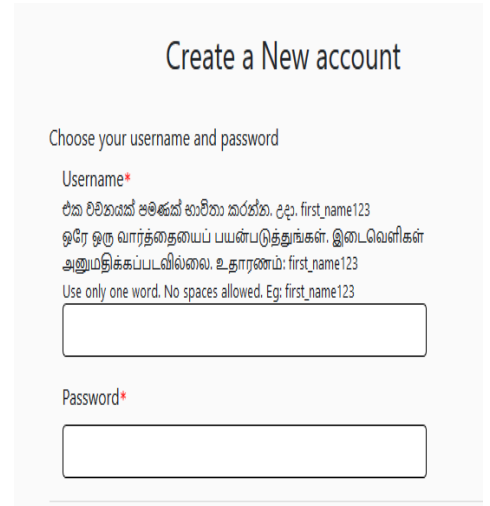 Create a New account
Choose your username and password
Username*
එක වචනයක් පමණක් භාවිතා කරන්න. උදා. first_name123
ஒரே ஒரு வார்த்தையைப் பயன்படுத்துங்கள். இடைவெளிகள்
அனுமதிக்கப்படவில்லை. உதாரணம்: first_name123
Use only one word. No spaces allowed. Eg: first_name123
Password*